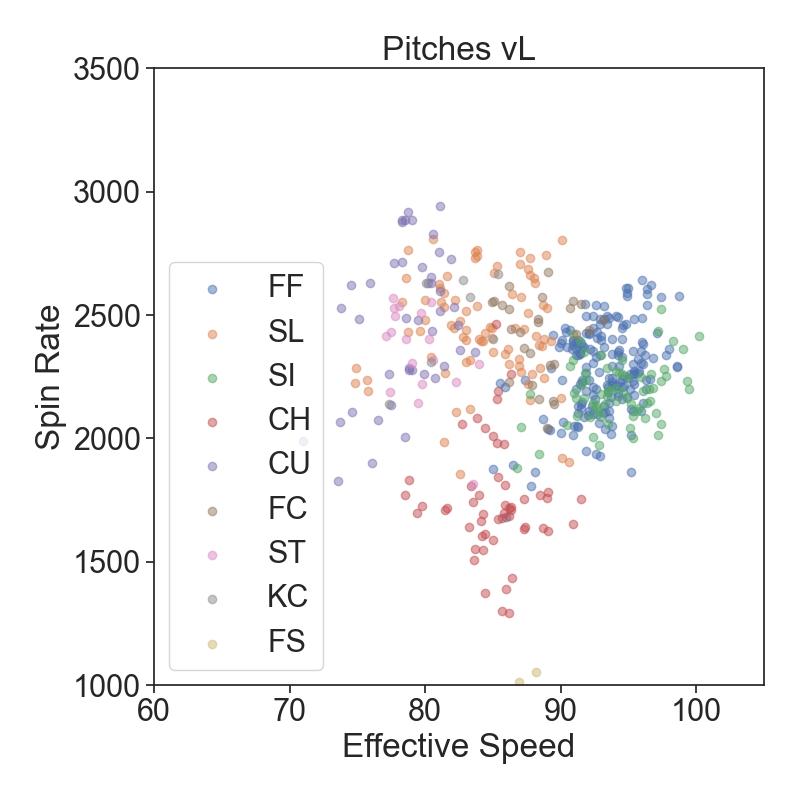 Pitches vL
3500
3000
2500
2000
1500
1000
Spin Rate
FF
SL
SI
CH
CU
FC
ST
KC
FS
60 70 80 90 100
Effective Speed